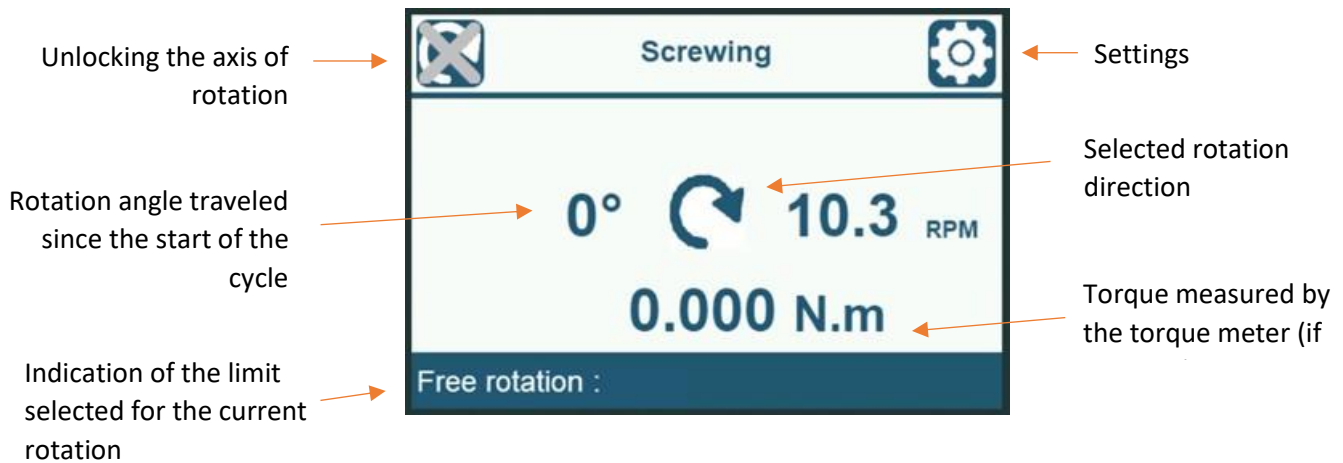 Unlocking the axis of
rotation
Screwing
Settings
Rotation angle traveled
since the start of the
cycle
0°
10.3 RPM
Selected rotation
direction
0.000 N.m
Torque measured by
the torque meter (if
Indication of the limit
selected for the current
rotation
Free rotation :